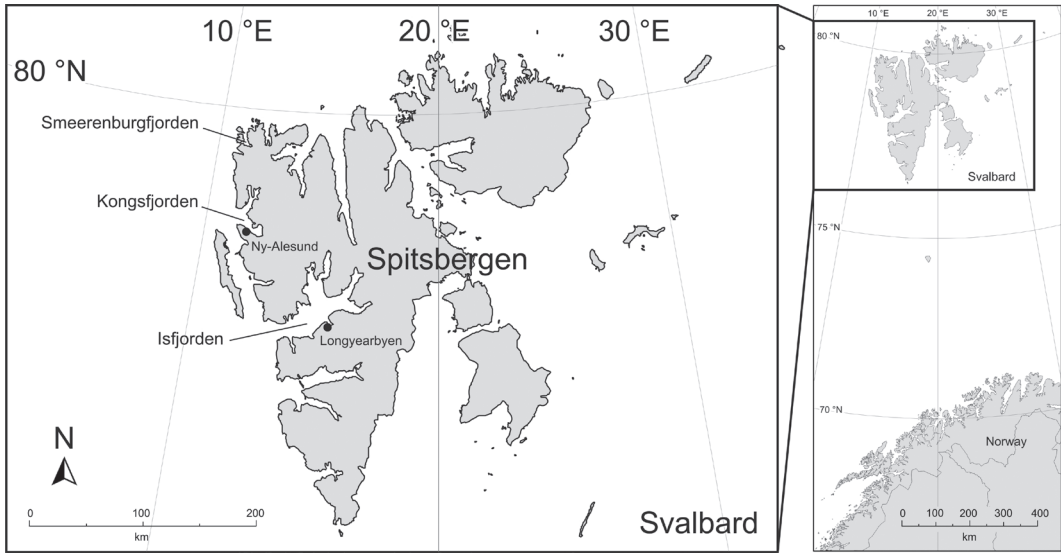 10 °E 20 °E 30 °E
80 °N
Smeerenburgfjorden
Kongsfjorden
Ny-Alesund
Spitsbergen
Isfjorden
Longyearbyen
N
0 100 200
km
Svalbard
10 °E 20 °E 30 °E
80 °N
Svalbard
75 °N
70 °N
Norway
0 100 200 300 400
km